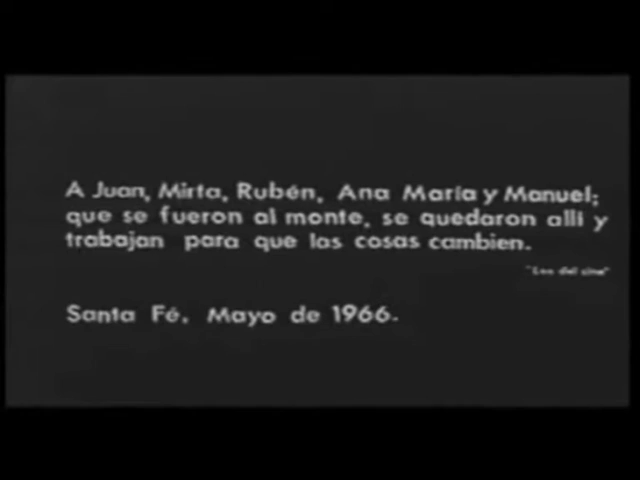 A Juan, Mirta, Rubén, Ana María y Manuel;
que se fueron al monte, se quedaron allí y
trabajan para que las cosas cambien.
"Los del cine"
Santa Fé, Mayo de 1966.